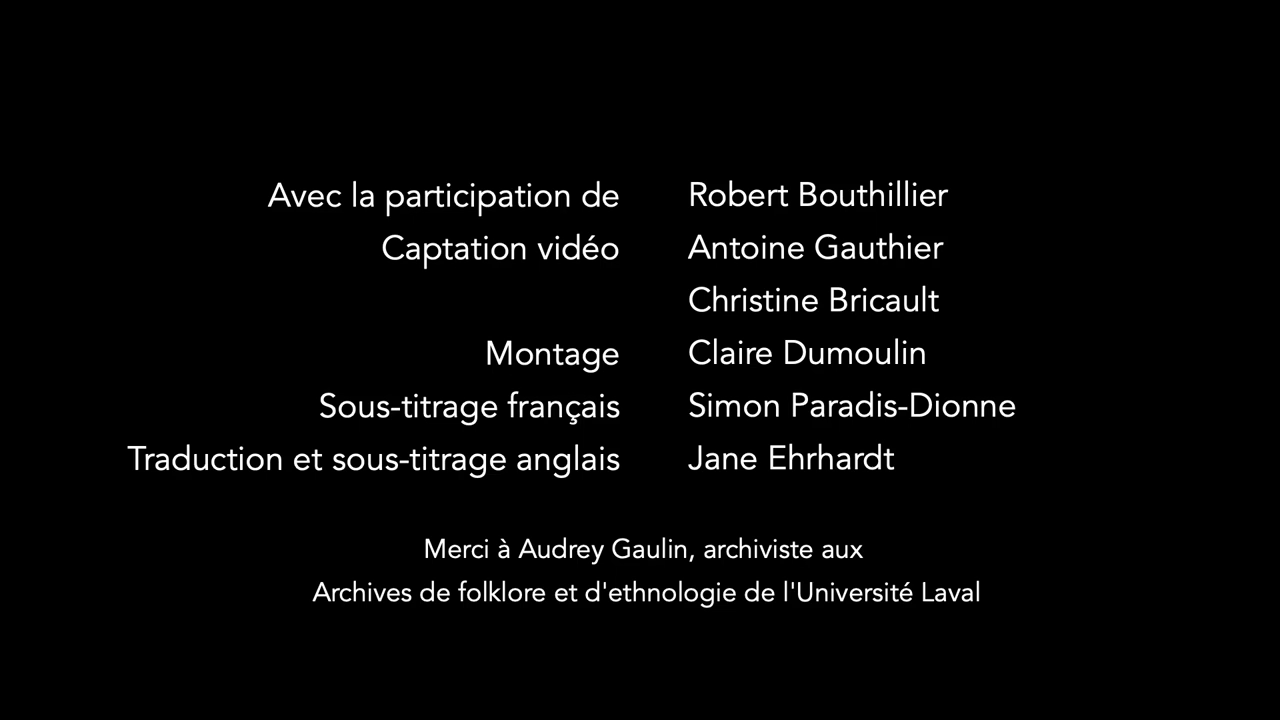 Avec la participation de Robert Bouthillier
Captation vidéo Antoine Gauthier
Christine Bricault
Montage Claire Dumoulin
Sous-titrage français Simon Paradis-Dionne
Traduction et sous-titrage anglais Jane Ehrhardt
Merci à Audrey Gaulin, archiviste aux
Archives de folklore et d'ethnologie de l'Université Laval